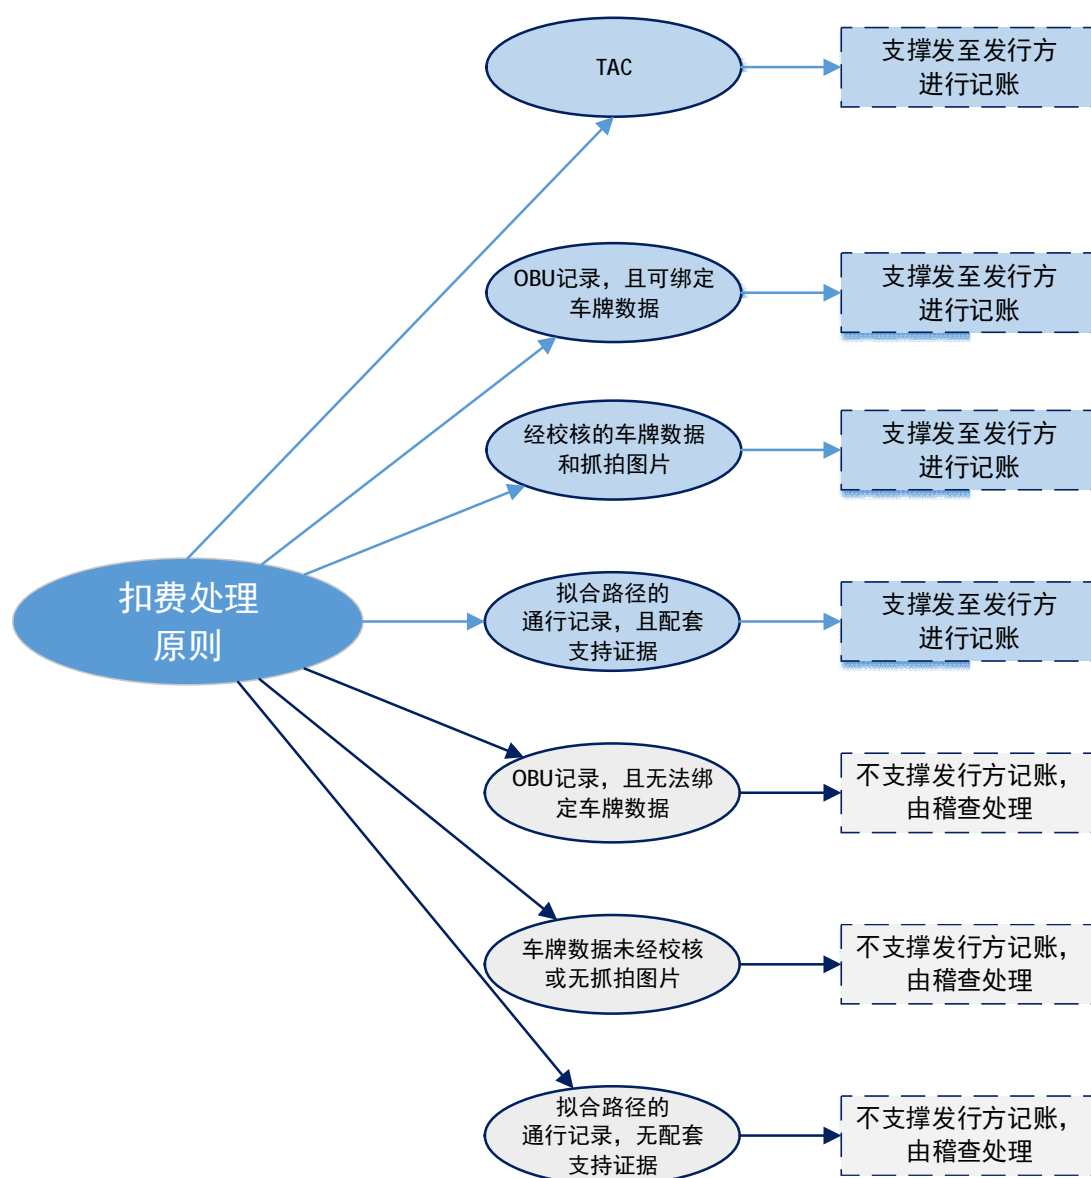 TAC
支撑发至发行方
进行记账
OBU记录，且可绑定
车牌数据
支撑发至发行方
进行记账
经校核的车牌数据
和抓拍图片
支撑发至发行方
进行记账
扣费处理
原则
拟合路径的
通行记录，且配套
支持证据
支撑发至发行方
进行记账
OBU记录，且无法绑
定车牌数据
不支撑发行方记账，
由稽查处理
车牌数据未经校核
或无抓拍图片
不支撑发行方记账，
由稽查处理
拟合路径的
通行记录，无配套
支持证据
不支撑发行方记账，
由稽查处理